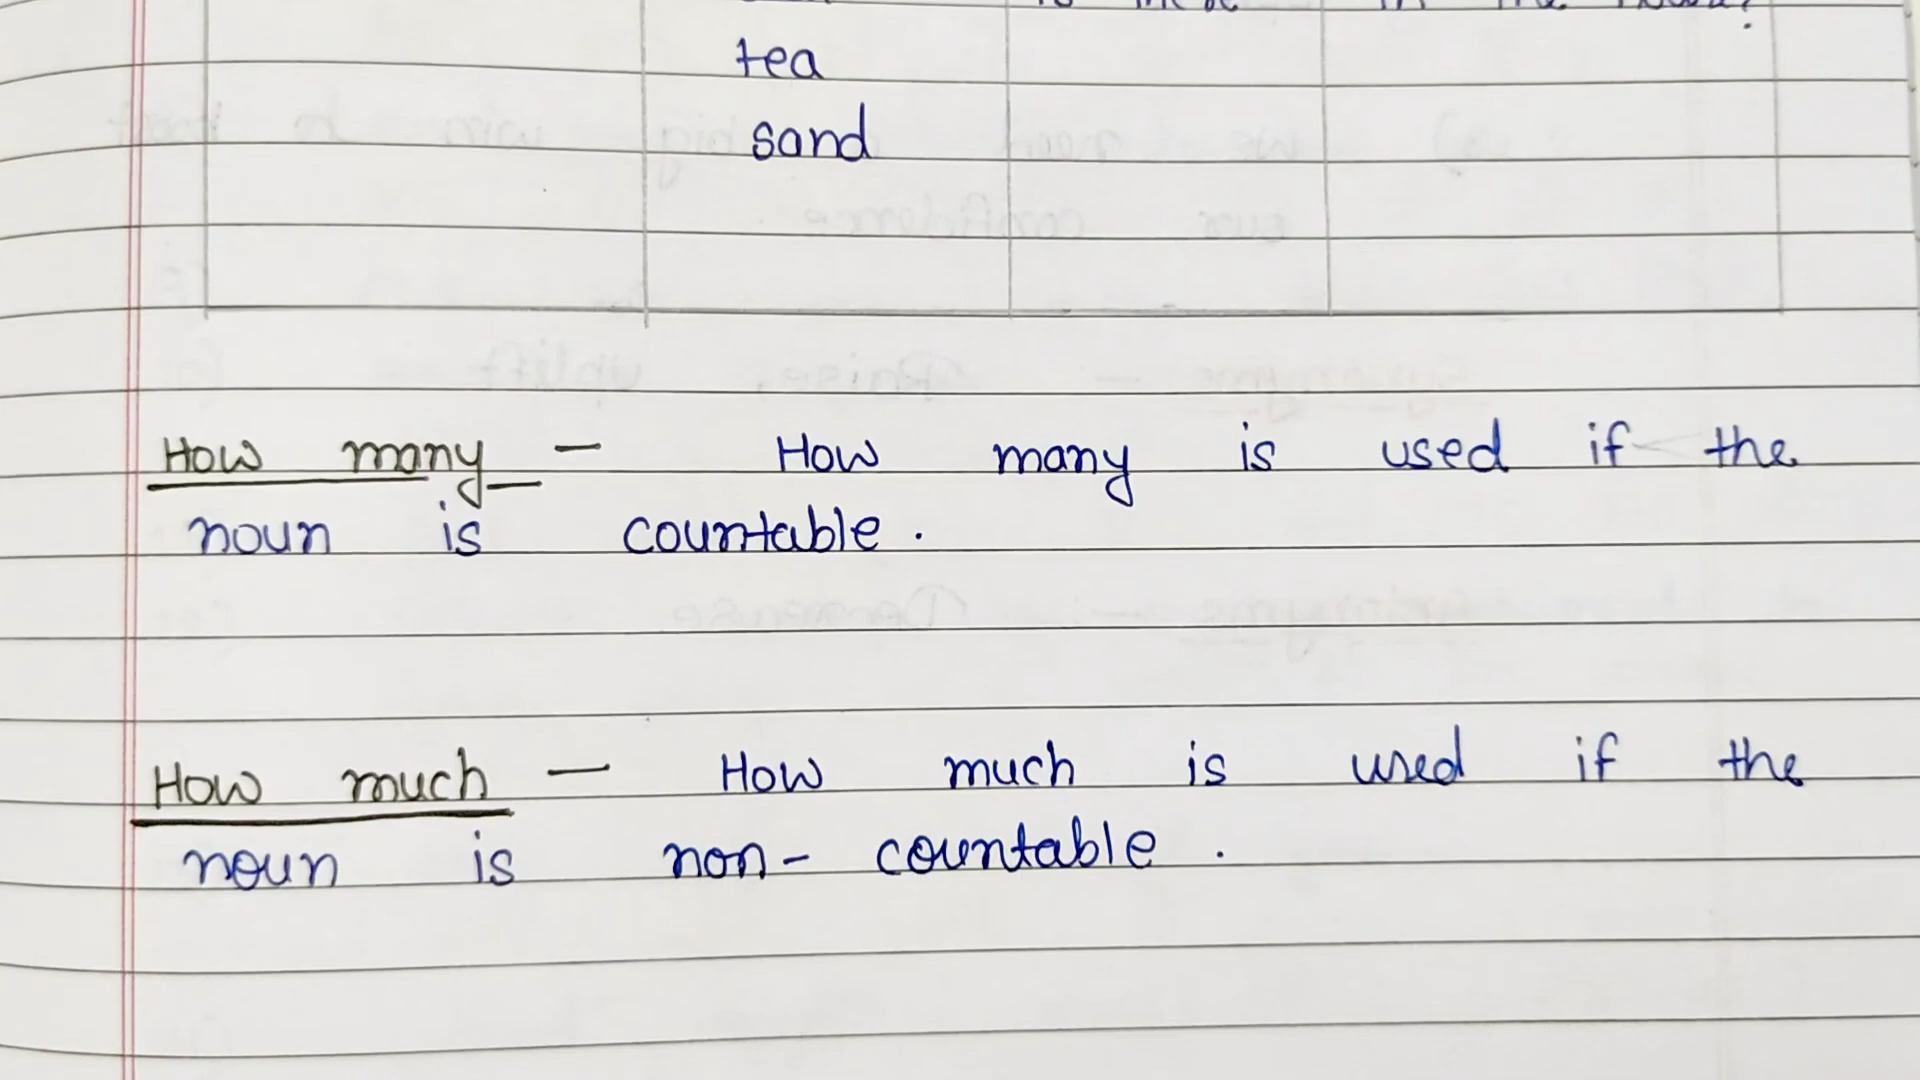 tea
sand
How many — How many is used if the
noun is countable.
How much — How much is used if the
noun is non-countable.